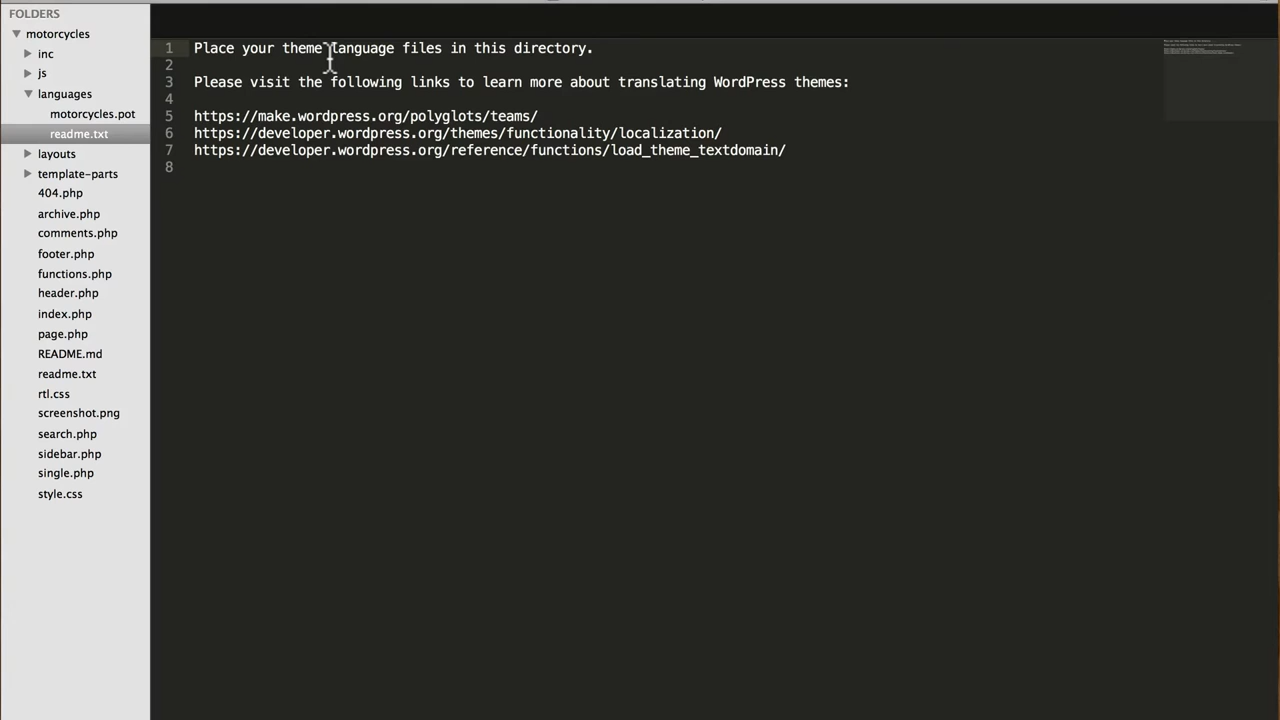 FOLDERS
motorcycles
inc
js
languages
motorcycles.pot
readme.txt
layouts
template-parts
404.php
archive.php
comments.php
footer.php
functions.php
header.php
index.php
page.php
README.md
readme.txt
rtl.css
screenshot.png
search.php
sidebar.php
single.php
style.css
1 Place your theme language files in this directory.
2
3 Please visit the following links to learn more about translating WordPress themes:
4
5 https://make.wordpress.org/polyglots/teams/
6 https://developer.wordpress.org/themes/functionality/localization/
7 https://developer.wordpress.org/reference/functions/load_theme_textdomain/
8